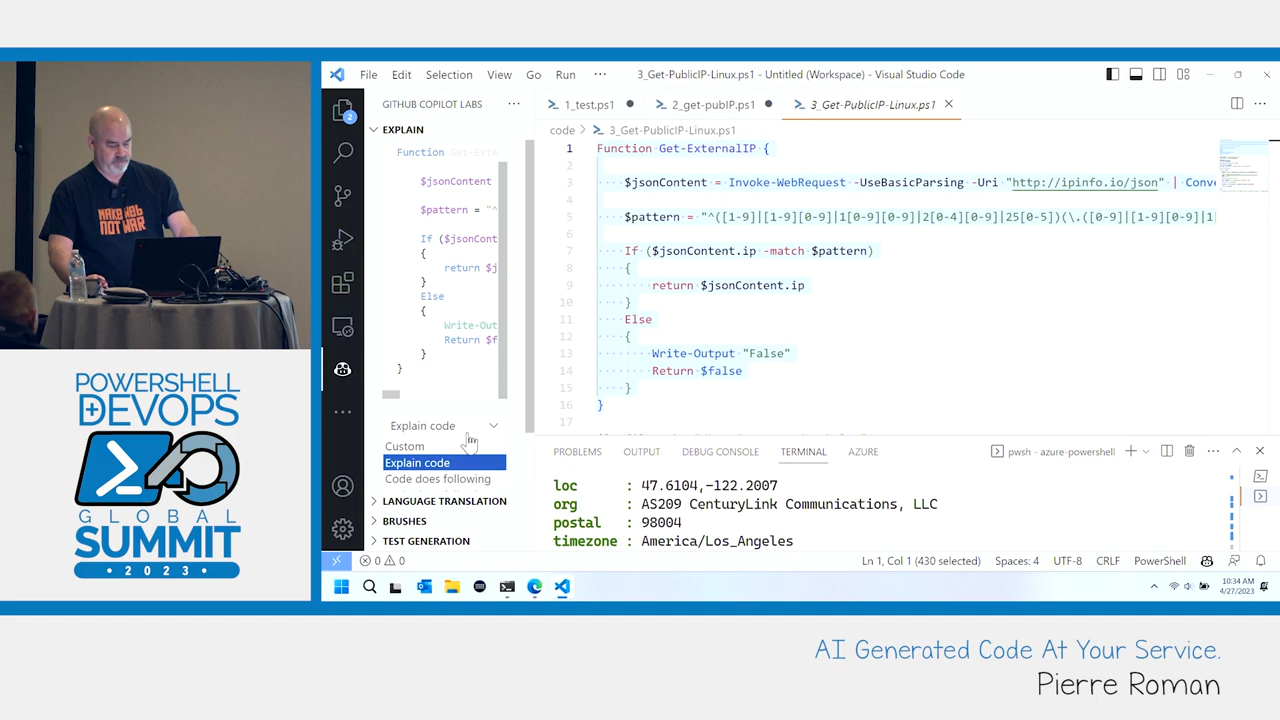 File Edit Selection View Go Run ··· 3_Get-PublicIP-Linux.ps1 - Untitled (Workspace) - Visual Studio Code
GITHUB COPILOT LABS ···
1_test.ps1 ● 2_get-pubIP.ps1 ● 3_Get-PublicIP-Linux.ps1
2
EXPLAIN
code > 3_Get-PublicIP-Linux.ps1
Function Get-Exte
$jsonContent
$pattern = "^
If ($jsonCont
{
return $j
Else
{
Write-Out
Return $f
}
}
Explain code
Custom
Explain code
Code does following
LANGUAGE TRANSLATION
BRUSHES
TEST GENERATION
1 Function Get-ExternalIP {
2
3 $jsonContent = Invoke-WebRequest -UseBasicParsing -Uri "http://ipinfo.io/json" | Conve
4
5 $pattern = "^([1-9]|[1-9][0-9]|1[0-9][0-9]|2[0-4][0-9]|25[0-5])(\.([0-9]|[1-9][0-9]|1
6
7 If ($jsonContent.ip -match $pattern)
8 {
9 return $jsonContent.ip
10 }
11 Else
12 {
13 Write-Output "False"
14 Return $false
15 }
16 }
17
PROBLEMS OUTPUT DEBUG CONSOLE TERMINAL AZURE pwsh - azure-powershell
loc : 47.6104,-122.2007
org : AS209 CenturyLink Communications, LLC
postal : 98004
timezone : America/Los_Angeles
0 0 Ln 1, Col 1 (430 selected) Spaces: 4 UTF-8 CRLF PowerShell
10:34 AM
4/27/2023
MAKE WEB
NOT WAR
POWERSHELL
+DEVOPS
GLOBAL
SUMMIT
• 2023 •
AI Generated Code At Your Service.
Pierre Roman